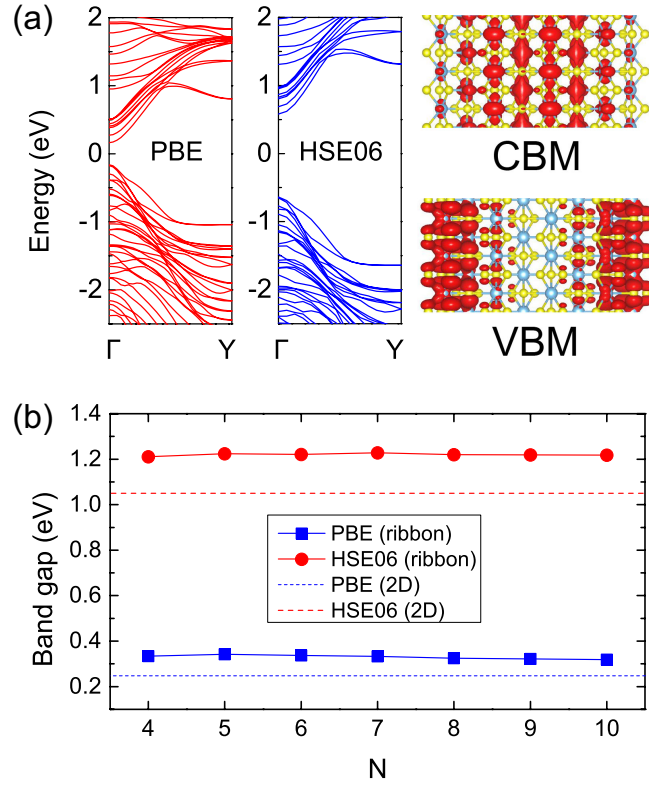 (a)
2
1
0
-1
-2
Energy (eV)
PBE
Γ
Y
2
1
0
-1
-2
HSE06
Γ
Y
CBM
VBM
(b)
1.4
1.2
1.0
0.8
0.6
0.4
0.2
Band gap (eV)
PBE (ribbon)
HSE06 (ribbon)
PBE (2D)
HSE06 (2D)
4 5 6 7 8 9 10
N